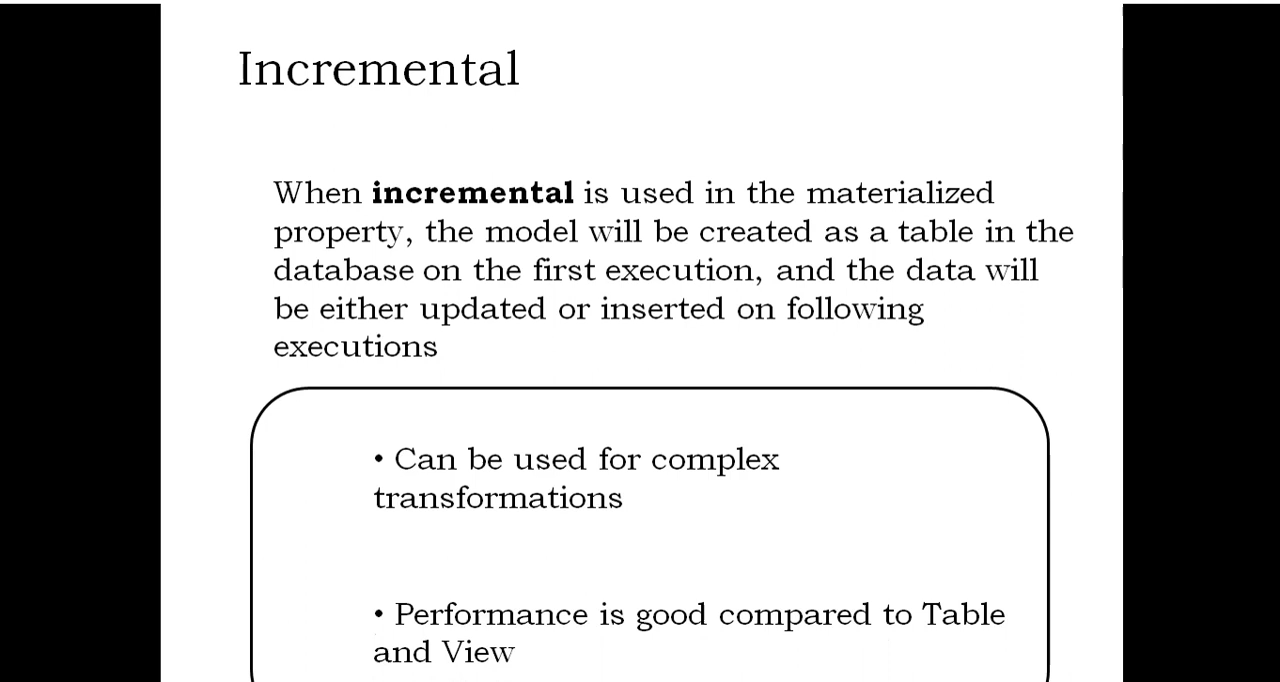 Incremental
When incremental is used in the materialized
property, the model will be created as a table in the
database on the first execution, and the data will
be either updated or inserted on following
executions
• Can be used for complex
transformations
• Performance is good compared to Table
and View